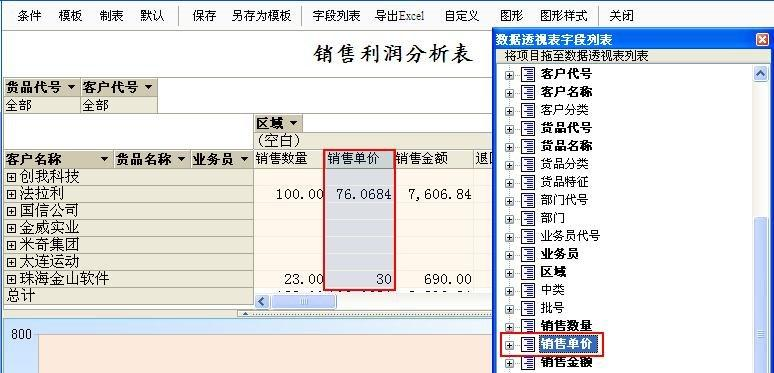 条件 模板 制表 默认 保存 另存为模板 字段列表 导出Excel 自定义 图形 图形样式 关闭
销售利润分析表
货品代号 客户代号
全部 全部
区域
(空白)
客户名称 货品名称 业务员 销售数量 销售单价 销售金额
创我科技
法拉利 100.00 76.0684 7,606.84
国信公司
金威实业
米奇集团
太连运动
珠海金山软件 23.00 30 690.00
总计
800
数据透视表字段列表
将项目拖至数据透视表列表
客户代号
客户名称
客户分类
货品代号
货品名称
货品分类
货品特征
部门代号
部门
业务员代号
业务员
区域
中类
批号
销售数量
销售单价
销售金额